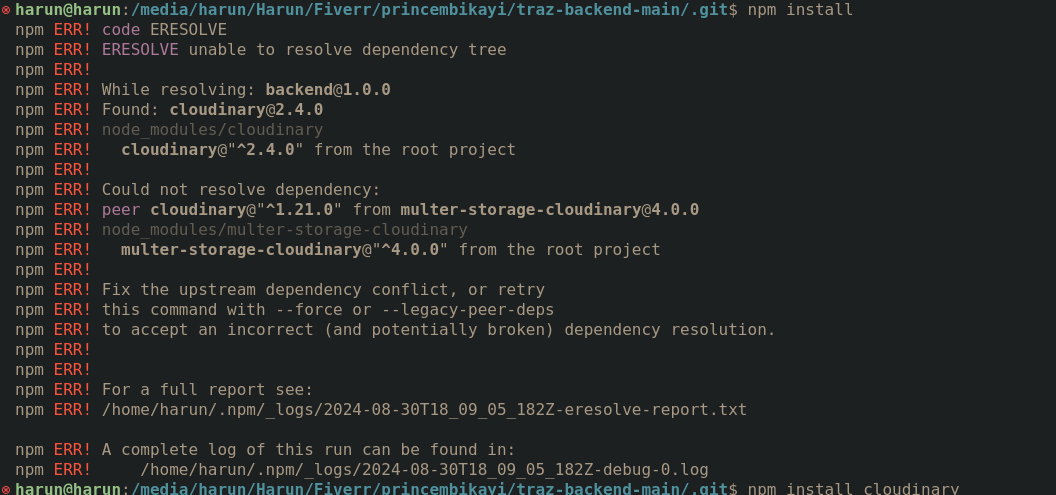 harun@harun:/media/harun/Harun/Fiverr/princembikayi/traz-backend-main/.git$ npm install
npm ERR! code ERESOLVE
npm ERR! ERESOLVE unable to resolve dependency tree
npm ERR!
npm ERR! While resolving: backend@1.0.0
npm ERR! Found: cloudinary@2.4.0
npm ERR! node_modules/cloudinary
npm ERR!   cloudinary@"^2.4.0" from the root project
npm ERR!
npm ERR! Could not resolve dependency:
npm ERR! peer cloudinary@"^1.21.0" from multer-storage-cloudinary@4.0.0
npm ERR! node_modules/multer-storage-cloudinary
npm ERR!   multer-storage-cloudinary@"^4.0.0" from the root project
npm ERR!
npm ERR! Fix the upstream dependency conflict, or retry
npm ERR! this command with --force or --legacy-peer-deps
npm ERR! to accept an incorrect (and potentially broken) dependency resolution.
npm ERR!
npm ERR!
npm ERR! For a full report see:
npm ERR! /home/harun/.npm/_logs/2024-08-30T18_09_05_182Z-eresolve-report.txt

npm ERR! A complete log of this run can be found in:
npm ERR!     /home/harun/.npm/_logs/2024-08-30T18_09_05_182Z-debug-0.log
harun@harun:/media/harun/Harun/Fiverr/princembikayi/traz-backend-main/.git$ npm install cloudinary